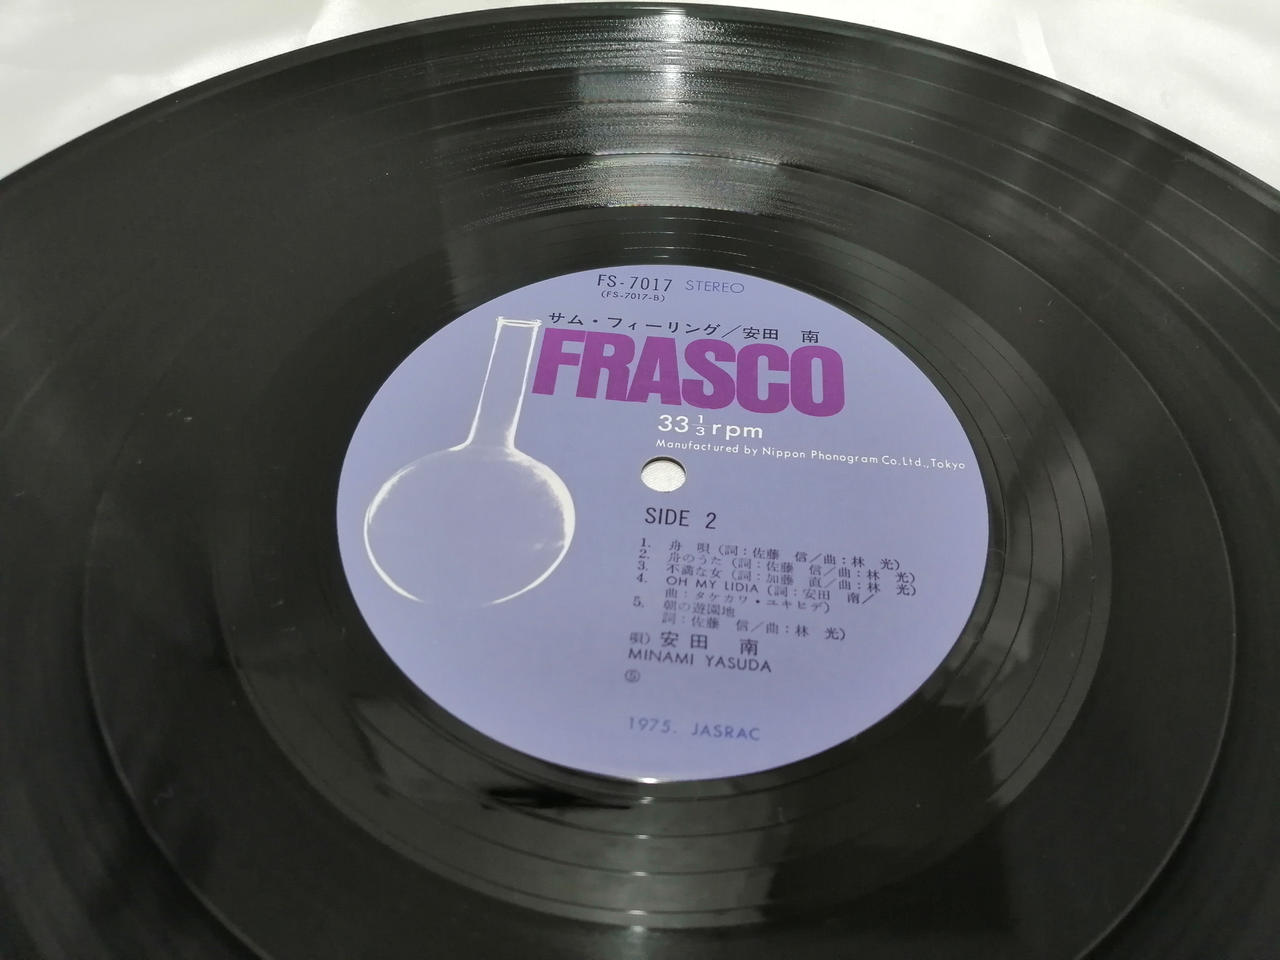 FS-7017 STEREO
(FS-7017-B)
サム・フィーリング／安田 南
FRASCO
33 1/3 rpm
Manufactured by Nippon Phonogram Co.Ltd.,Tokyo
SIDE 2
1. 舟 唄（詞：佐藤 信／曲：林 光）
2. 舟のうた（詞：佐藤 信／曲：林 光）
3. 不満な女（詞：加藤 直／曲：林 光）
4. OH MY LIDIA（詞：安田 南／
曲：タケカワ・ユキヒデ）
5. 朝の遊園地
詞：佐藤 信／曲：林 光）
唄）安田 南
MINAMI YASUDA
Ⓢ
1975. JASRAC